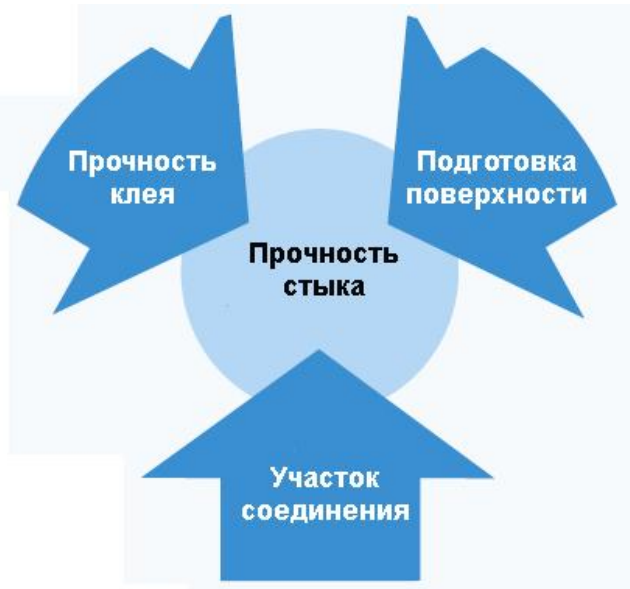 Прочность
клея
Подготовка
поверхности
Прочность
стыка
Участок
соединения